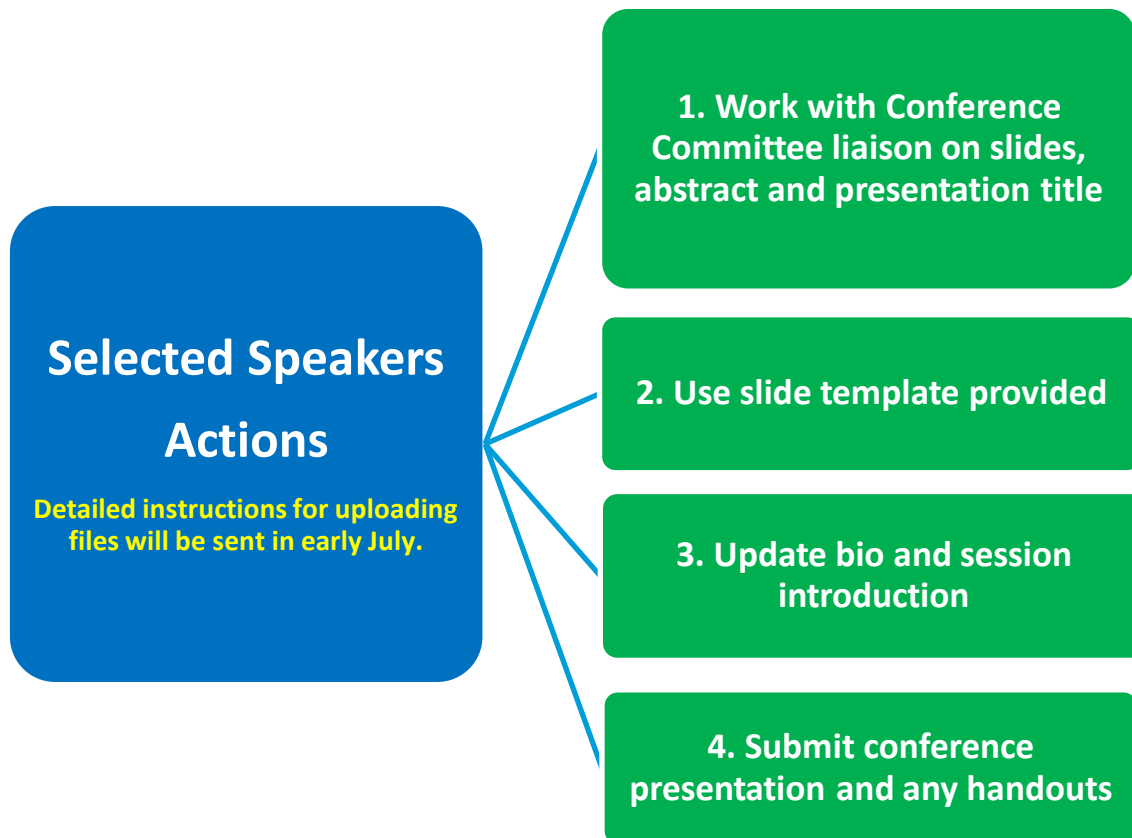 Selected Speakers
Actions
Detailed instructions for uploading
files will be sent in early July.
1. Work with Conference
Committee liaison on slides,
abstract and presentation title
2. Use slide template provided
3. Update bio and session
introduction
4. Submit conference
presentation and any handouts